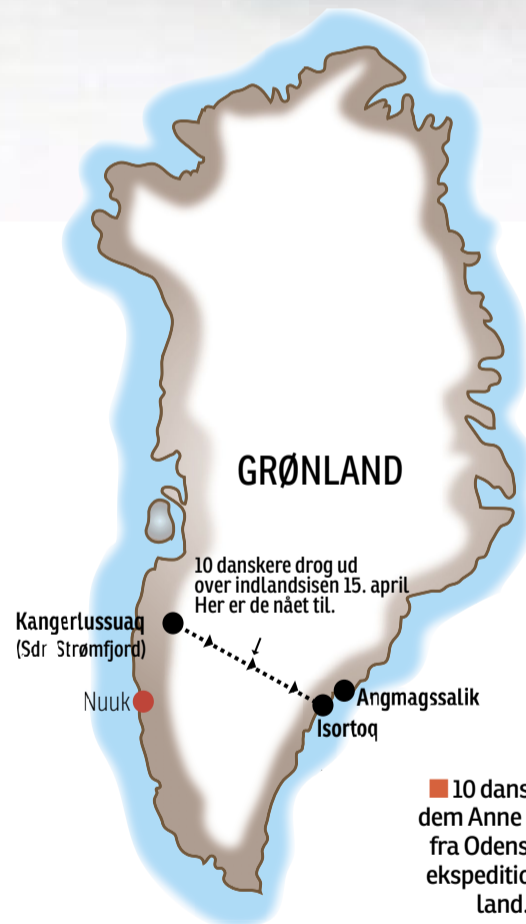 GRØNLAND
10 danskere drog ud
over indlandsisen 15. april
Her er de nået til.
Kangerlussuaq
(Sdr Strømfjord)
Nuuk
Angmagssalik
Isortoq
10 dans
dem Anne
fra Odens
ekspeditio
land.